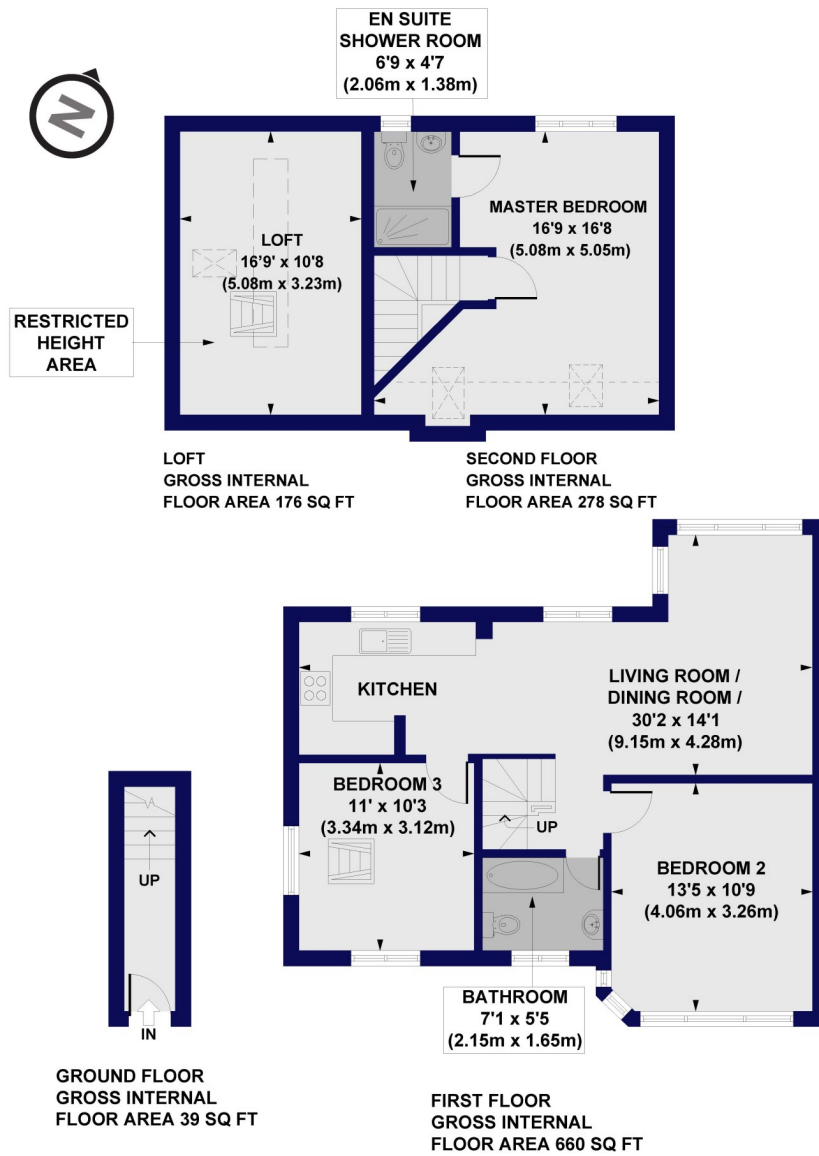 EN SUITE
SHOWER ROOM
6'9 x 4'7
(2.06m x 1.38m)
N
LOFT
16'9' x 10'8
(5.08m x 3.23m)
MASTER BEDROOM
16'9 x 16'8
(5.08m x 5.05m)
RESTRICTED
HEIGHT
AREA
LOFT
GROSS INTERNAL
FLOOR AREA 176 SQ FT
SECOND FLOOR
GROSS INTERNAL
FLOOR AREA 278 SQ FT
KITCHEN
LIVING ROOM /
DINING ROOM /
30'2 x 14'1
(9.15m x 4.28m)
BEDROOM 3
11' x 10'3
(3.34m x 3.12m)
UP
BEDROOM 2
13'5 x 10'9
(4.06m x 3.26m)
UP
IN
BATHROOM
7'1 x 5'5
(2.15m x 1.65m)
GROUND FLOOR
GROSS INTERNAL
FLOOR AREA 39 SQ FT
FIRST FLOOR
GROSS INTERNAL
FLOOR AREA 660 SQ FT